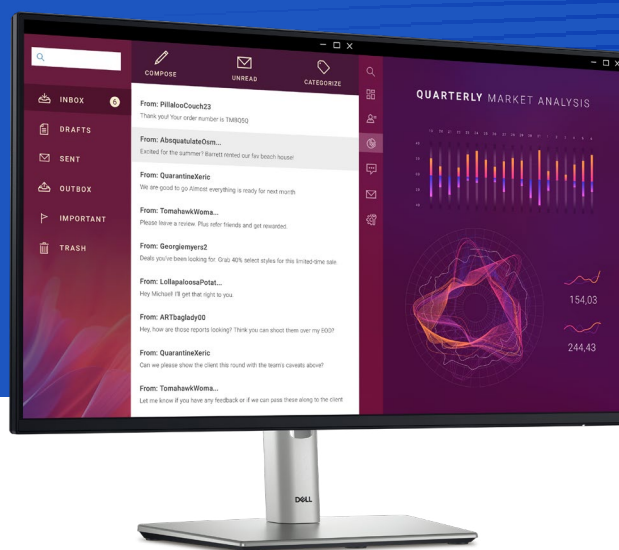 COMPOSE
UNREAD
CATEGORIZE
INBOX 6
DRAFTS
SENT
OUTBOX
IMPORTANT
TRASH
From: PillalooCouch23
Thank you! Your order number is TM8Q5Q
From: AbsquatulateOsm...
Excited for the summer? Barrett rented our fav beach house!
From: QuarantineXeric
We are good to go Almost everything is ready for next month
From: TomahawkWoma...
Please leave a review. Plus refer friends and get rewarded.
From: Georgiemyers2
Deals you've been looking for. Grab 40% select styles for this limited-time sale.
From: LollapaloosaPotat...
Hey Michael! I'll get that right to you.
From: ARTbaglady00
Hey, how are those reports looking? Think you can shoot them over my EOD?
From: QuarantineXeric
Can we please show the client this round with the team's caveats above?
From: TomahawkWoma...
Let me know if you have any feedback or if we can pass these along to the client
QUARTERLY MARKET ANALYSIS
154,03
244,43
DELL